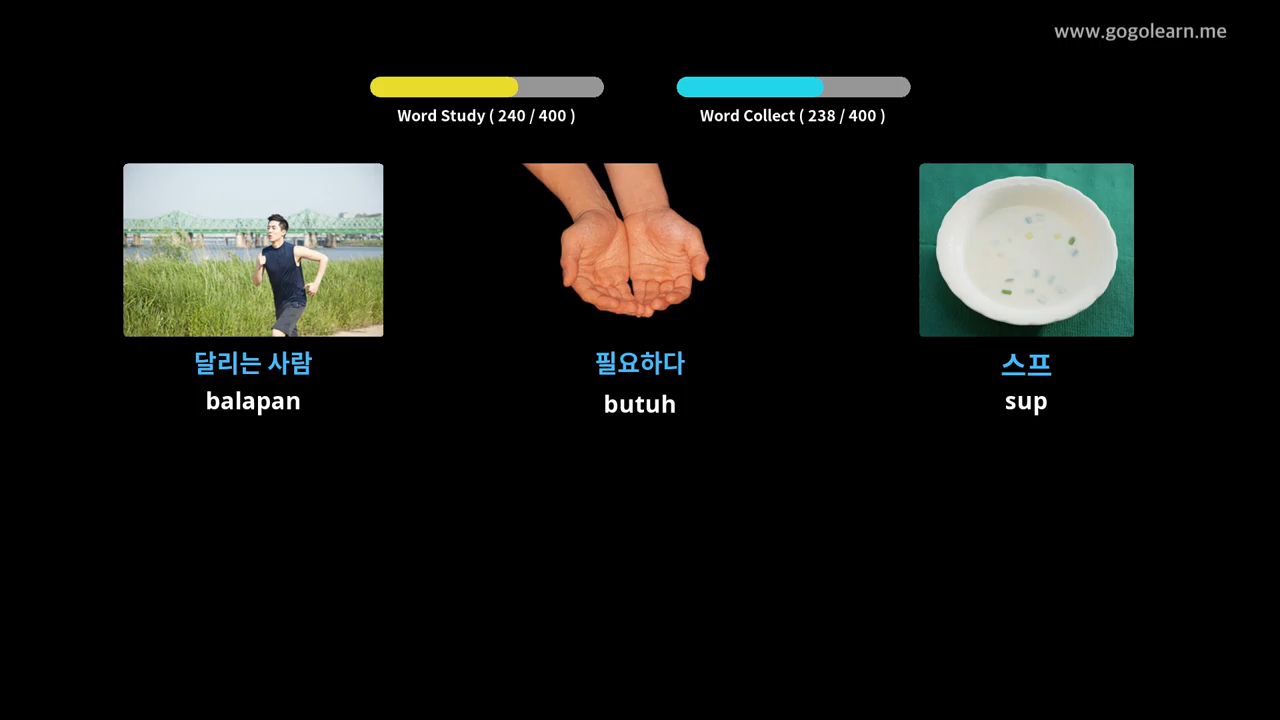 www.gogolearn.me
Word Study ( 240 / 400 )
Word Collect ( 238 / 400 )
달리는 사람
balapan
필요하다
butuh
스프
sup